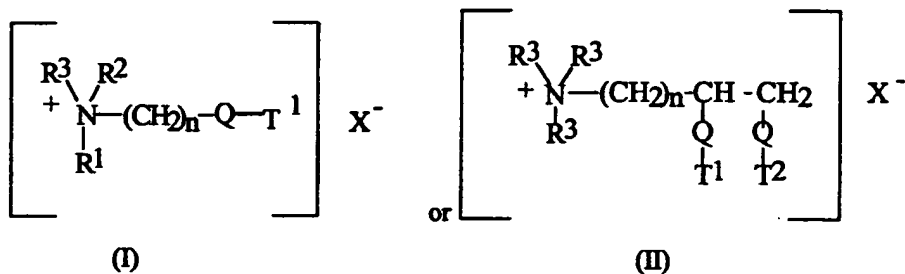 R³ R² R³ R³
+ N—(CH₂)n—Q—T¹ X⁻ + N—(CH₂)n—CH-CH₂ X⁻
R¹ R³ Q Q
T¹ T²
or
(I) (II)